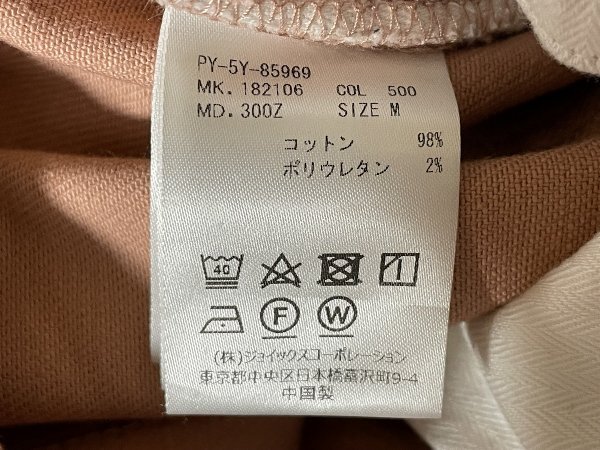 PY-5Y-85969
MK. 182106 COL 500
MD. 300Z SIZE M
コットン 98%
ポリウレタン 2%
40
F W
(株)ジョイックスコーポレーション
東京都中央区日本橋富沢町9-4
中国製